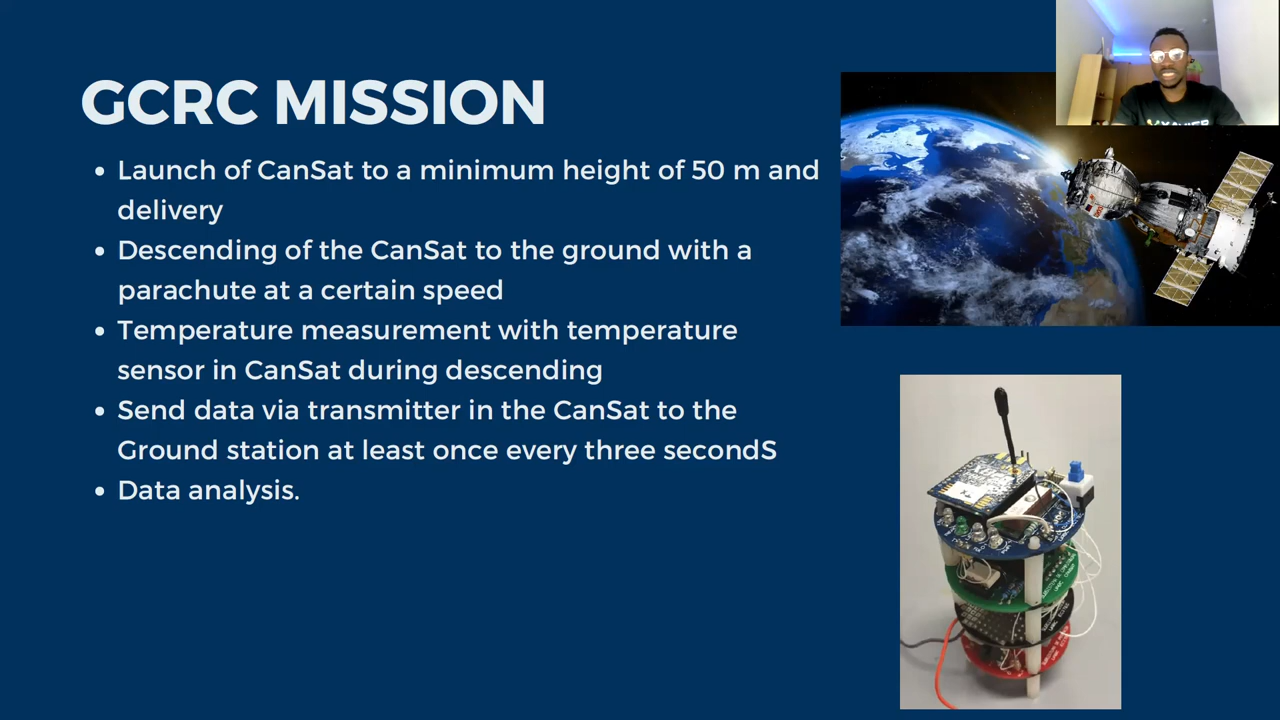 GCRC MISSION
Launch of CanSat to a minimum height of 50 m and
delivery
Descending of the CanSat to the ground with a
parachute at a certain speed
Temperature measurement with temperature
sensor in CanSat during descending
Send data via transmitter in the CanSat to the
Ground station at least once every three secondS
Data analysis.